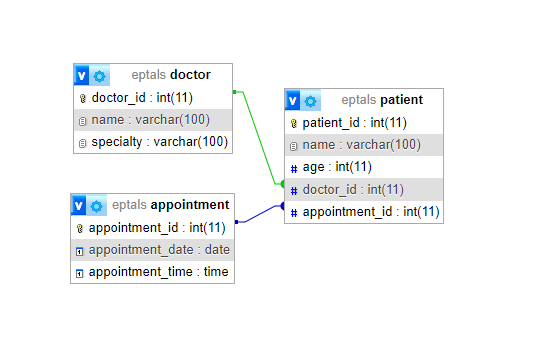 eptals doctor
doctor_id : int(11)
name : varchar(100)
specialty : varchar(100)
eptals patient
patient_id : int(11)
name : varchar(100)
age : int(11)
doctor_id : int(11)
appointment_id : int(11)
eptals appointment
appointment_id : int(11)
appointment_date : date
appointment_time : time